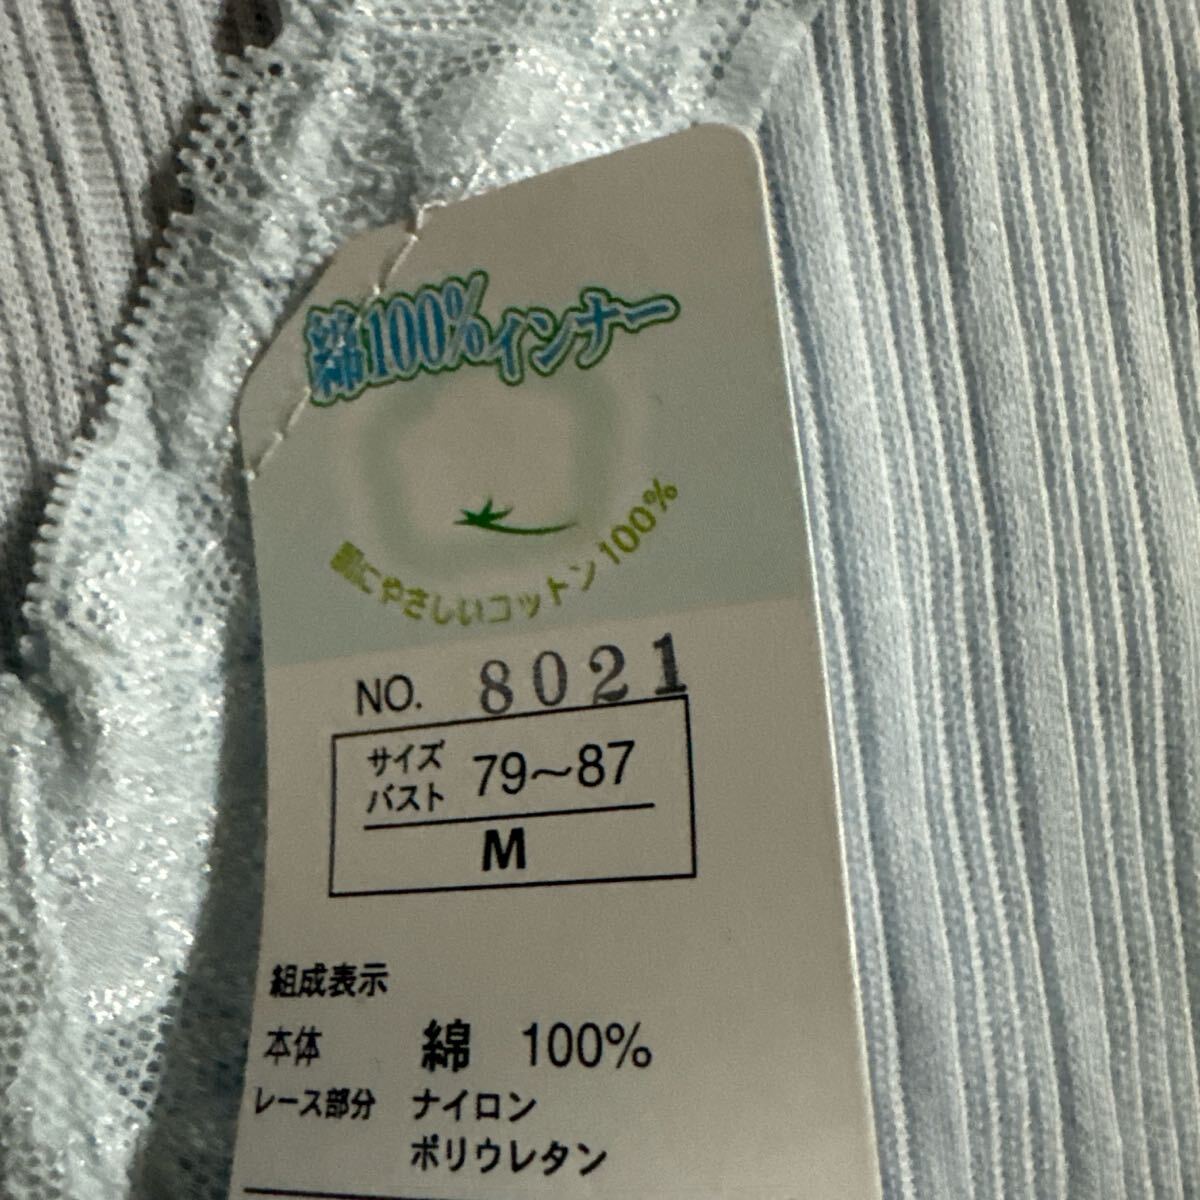 綿100%インナー
肌にやさしいコットン100%
NO. 8021
サイズ
バスト 79～87
M
組成表示
本体 綿 100%
レース部分 ナイロン
ポリウレタン